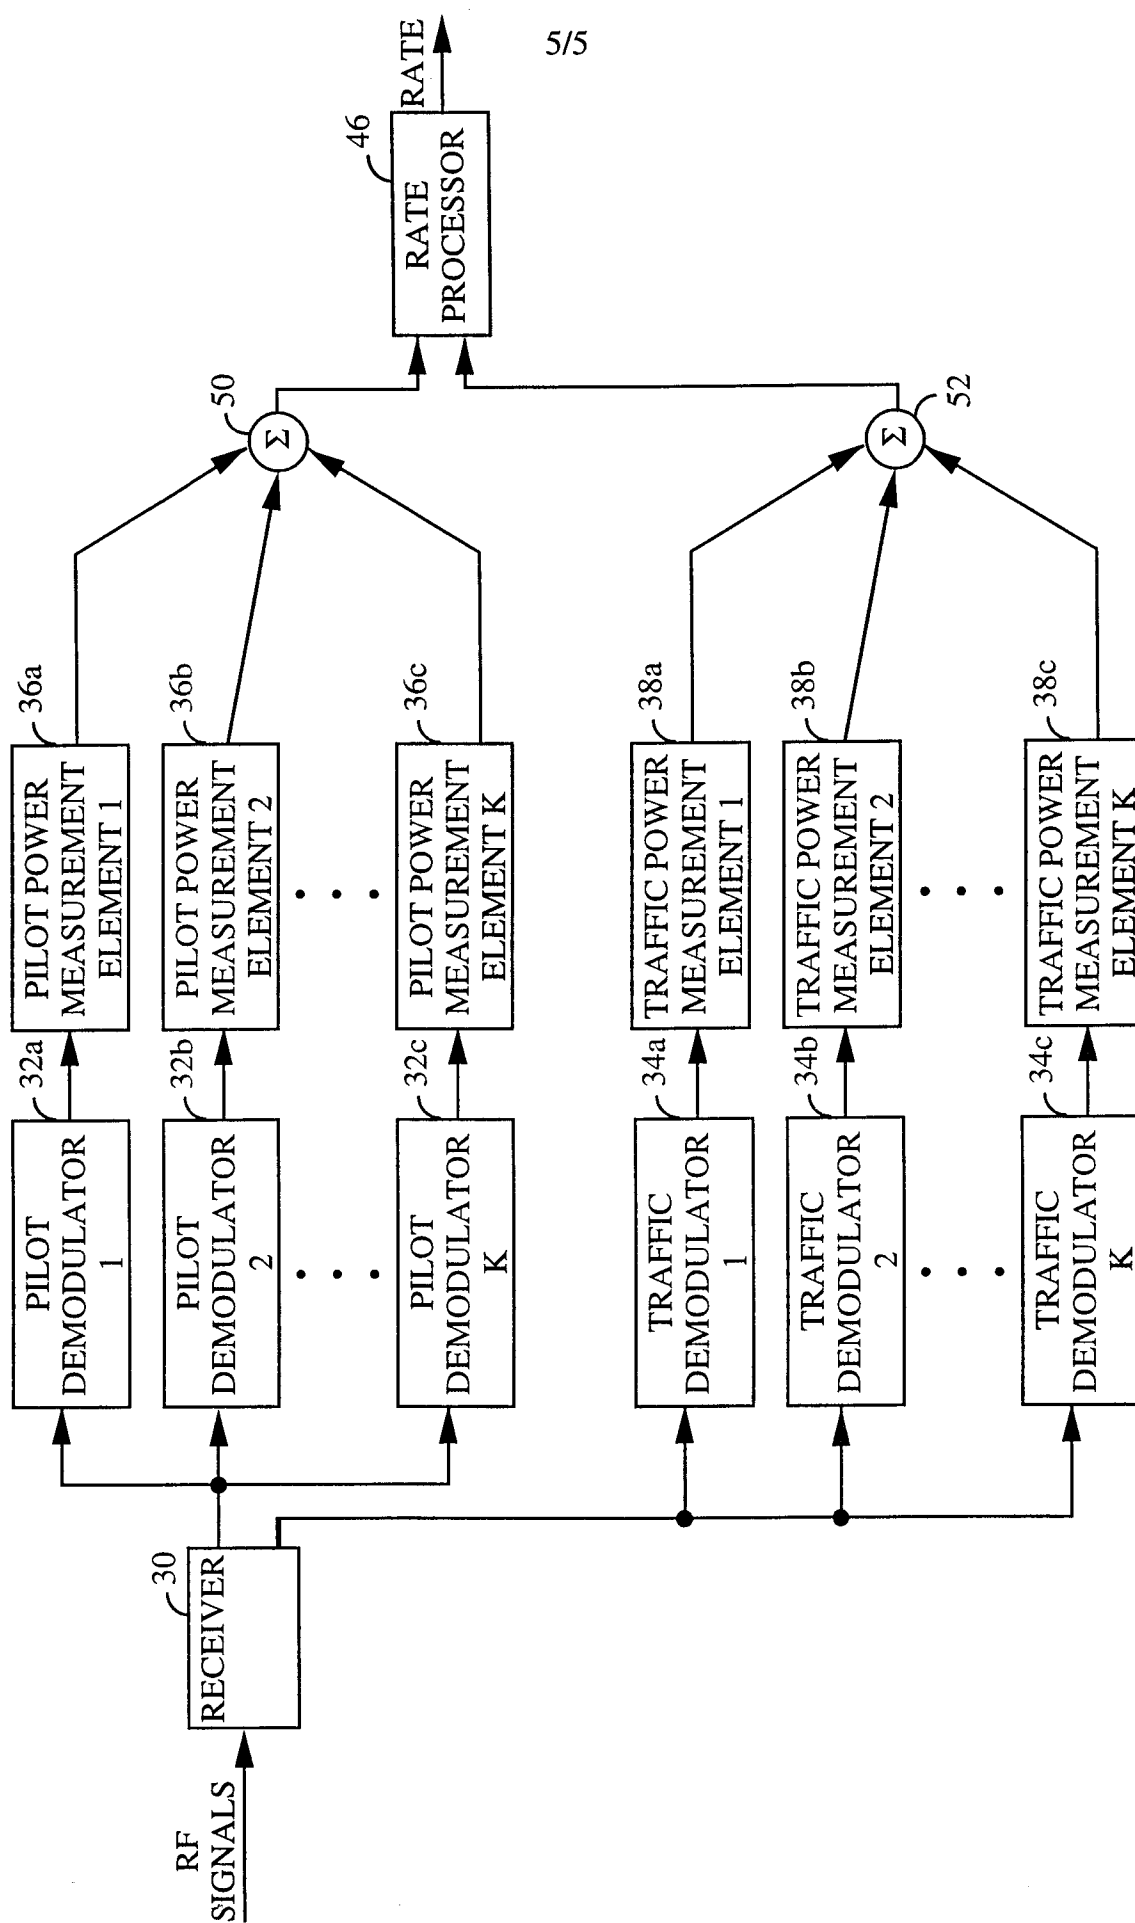 5/5
RF
SIGNALS
30
RECEIVER
32a
PILOT
DEMODULATOR
1
36a
PILOT POWER
MEASUREMENT
ELEMENT 1
32b
PILOT
DEMODULATOR
2
36b
PILOT POWER
MEASUREMENT
ELEMENT 2
32c
PILOT
DEMODULATOR
K
36c
PILOT POWER
MEASUREMENT
ELEMENT K
50
Σ
34a
TRAFFIC
DEMODULATOR
1
38a
TRAFFIC POWER
MEASUREMENT
ELEMENT 1
34b
TRAFFIC
DEMODULATOR
2
38b
TRAFFIC POWER
MEASUREMENT
ELEMENT 2
34c
TRAFFIC
DEMODULATOR
K
38c
TRAFFIC POWER
MEASUREMENT
ELEMENT K
52
Σ
46
RATE
PROCESSOR
RATE